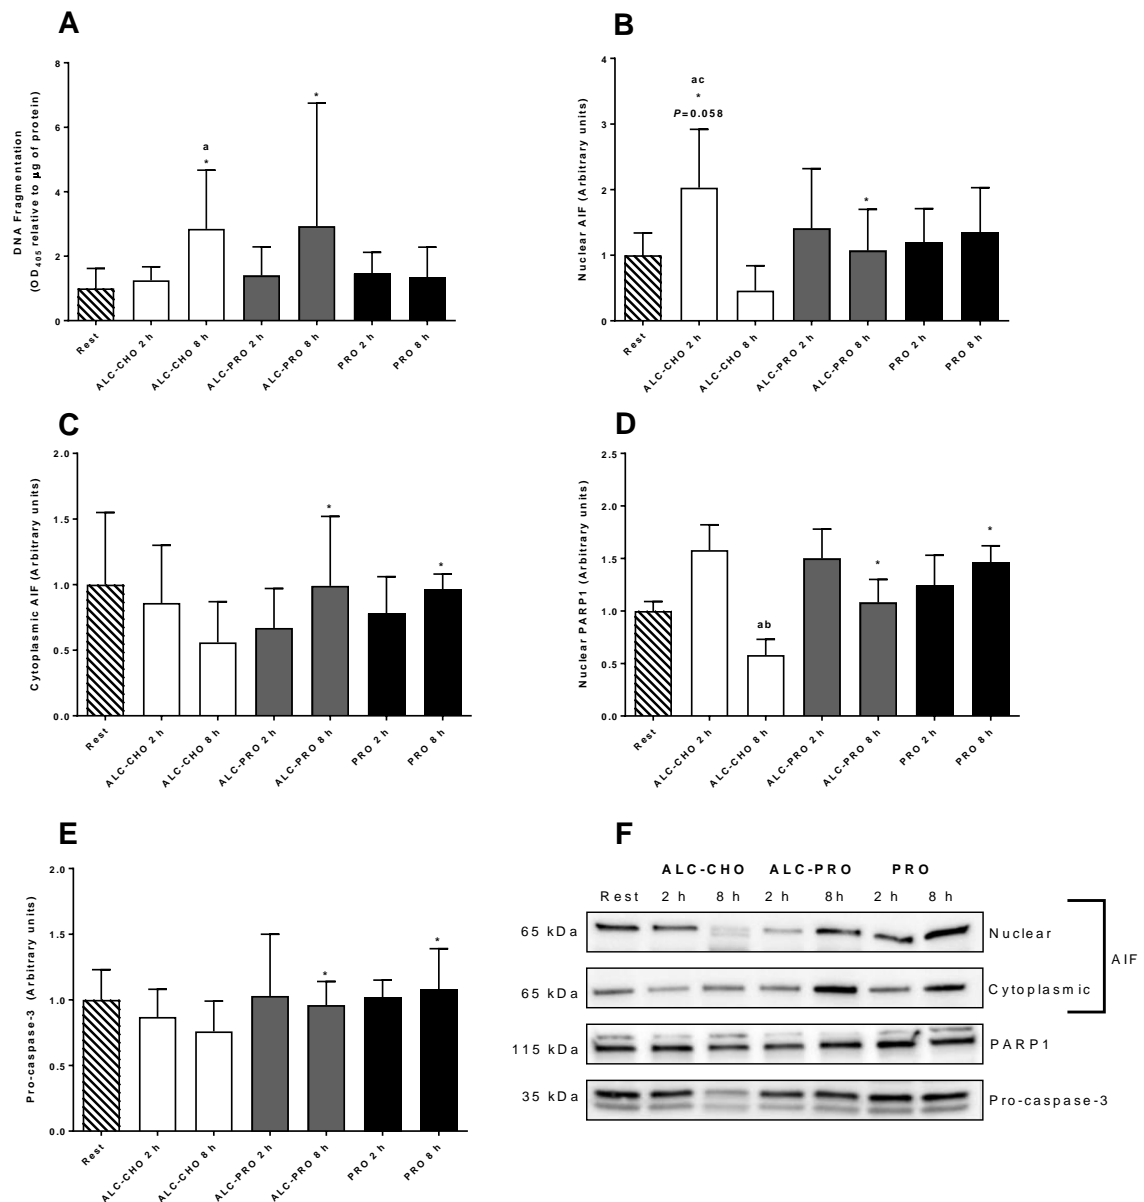 A
DNA Fragmentation
(OD405 relative to µg of protein)
8
6
4
2
0
a
*
*
Rest
ALC-CHO 2 h
ALC-CHO 8 h
ALC-PRO 2 h
ALC-PRO 8 h
PRO 2 h
PRO 8 h
B
Nuclear AIF (Arbitrary units)
4
3
2
1
0
ac
*
P=0.058
*
Rest
ALC-CHO 2 h
ALC-CHO 8 h
ALC-PRO 2 h
ALC-PRO 8 h
PRO 2 h
PRO 8 h
C
Cytoplasmic AIF (Arbitrary units)
2.0
1.5
1.0
0.5
0.0
*
*
Rest
ALC-CHO 2 h
ALC-CHO 8 h
ALC-PRO 2 h
ALC-PRO 8 h
PRO 2 h
PRO 8 h
D
Nuclear PARP1 (Arbitrary units)
2.5
2.0
1.5
1.0
0.5
0.0
ab
*
*
Rest
ALC-CHO 2 h
ALC-CHO 8 h
ALC-PRO 2 h
ALC-PRO 8 h
PRO 2 h
PRO 8 h
E
Pro-caspase-3 (Arbitrary units)
2.0
1.5
1.0
0.5
0.0
*
*
Rest
ALC-CHO 2 h
ALC-CHO 8 h
ALC-PRO 2 h
ALC-PRO 8 h
PRO 2 h
PRO 8 h
F
ALC-CHO ALC-PRO PRO
Rest 2 h 8 h 2 h 8h 2 h 8 h
65 kDa Nuclear
AIF
65 kDa Cytoplasmic
115 kDa PARP1
35 kDa Pro-caspase-3